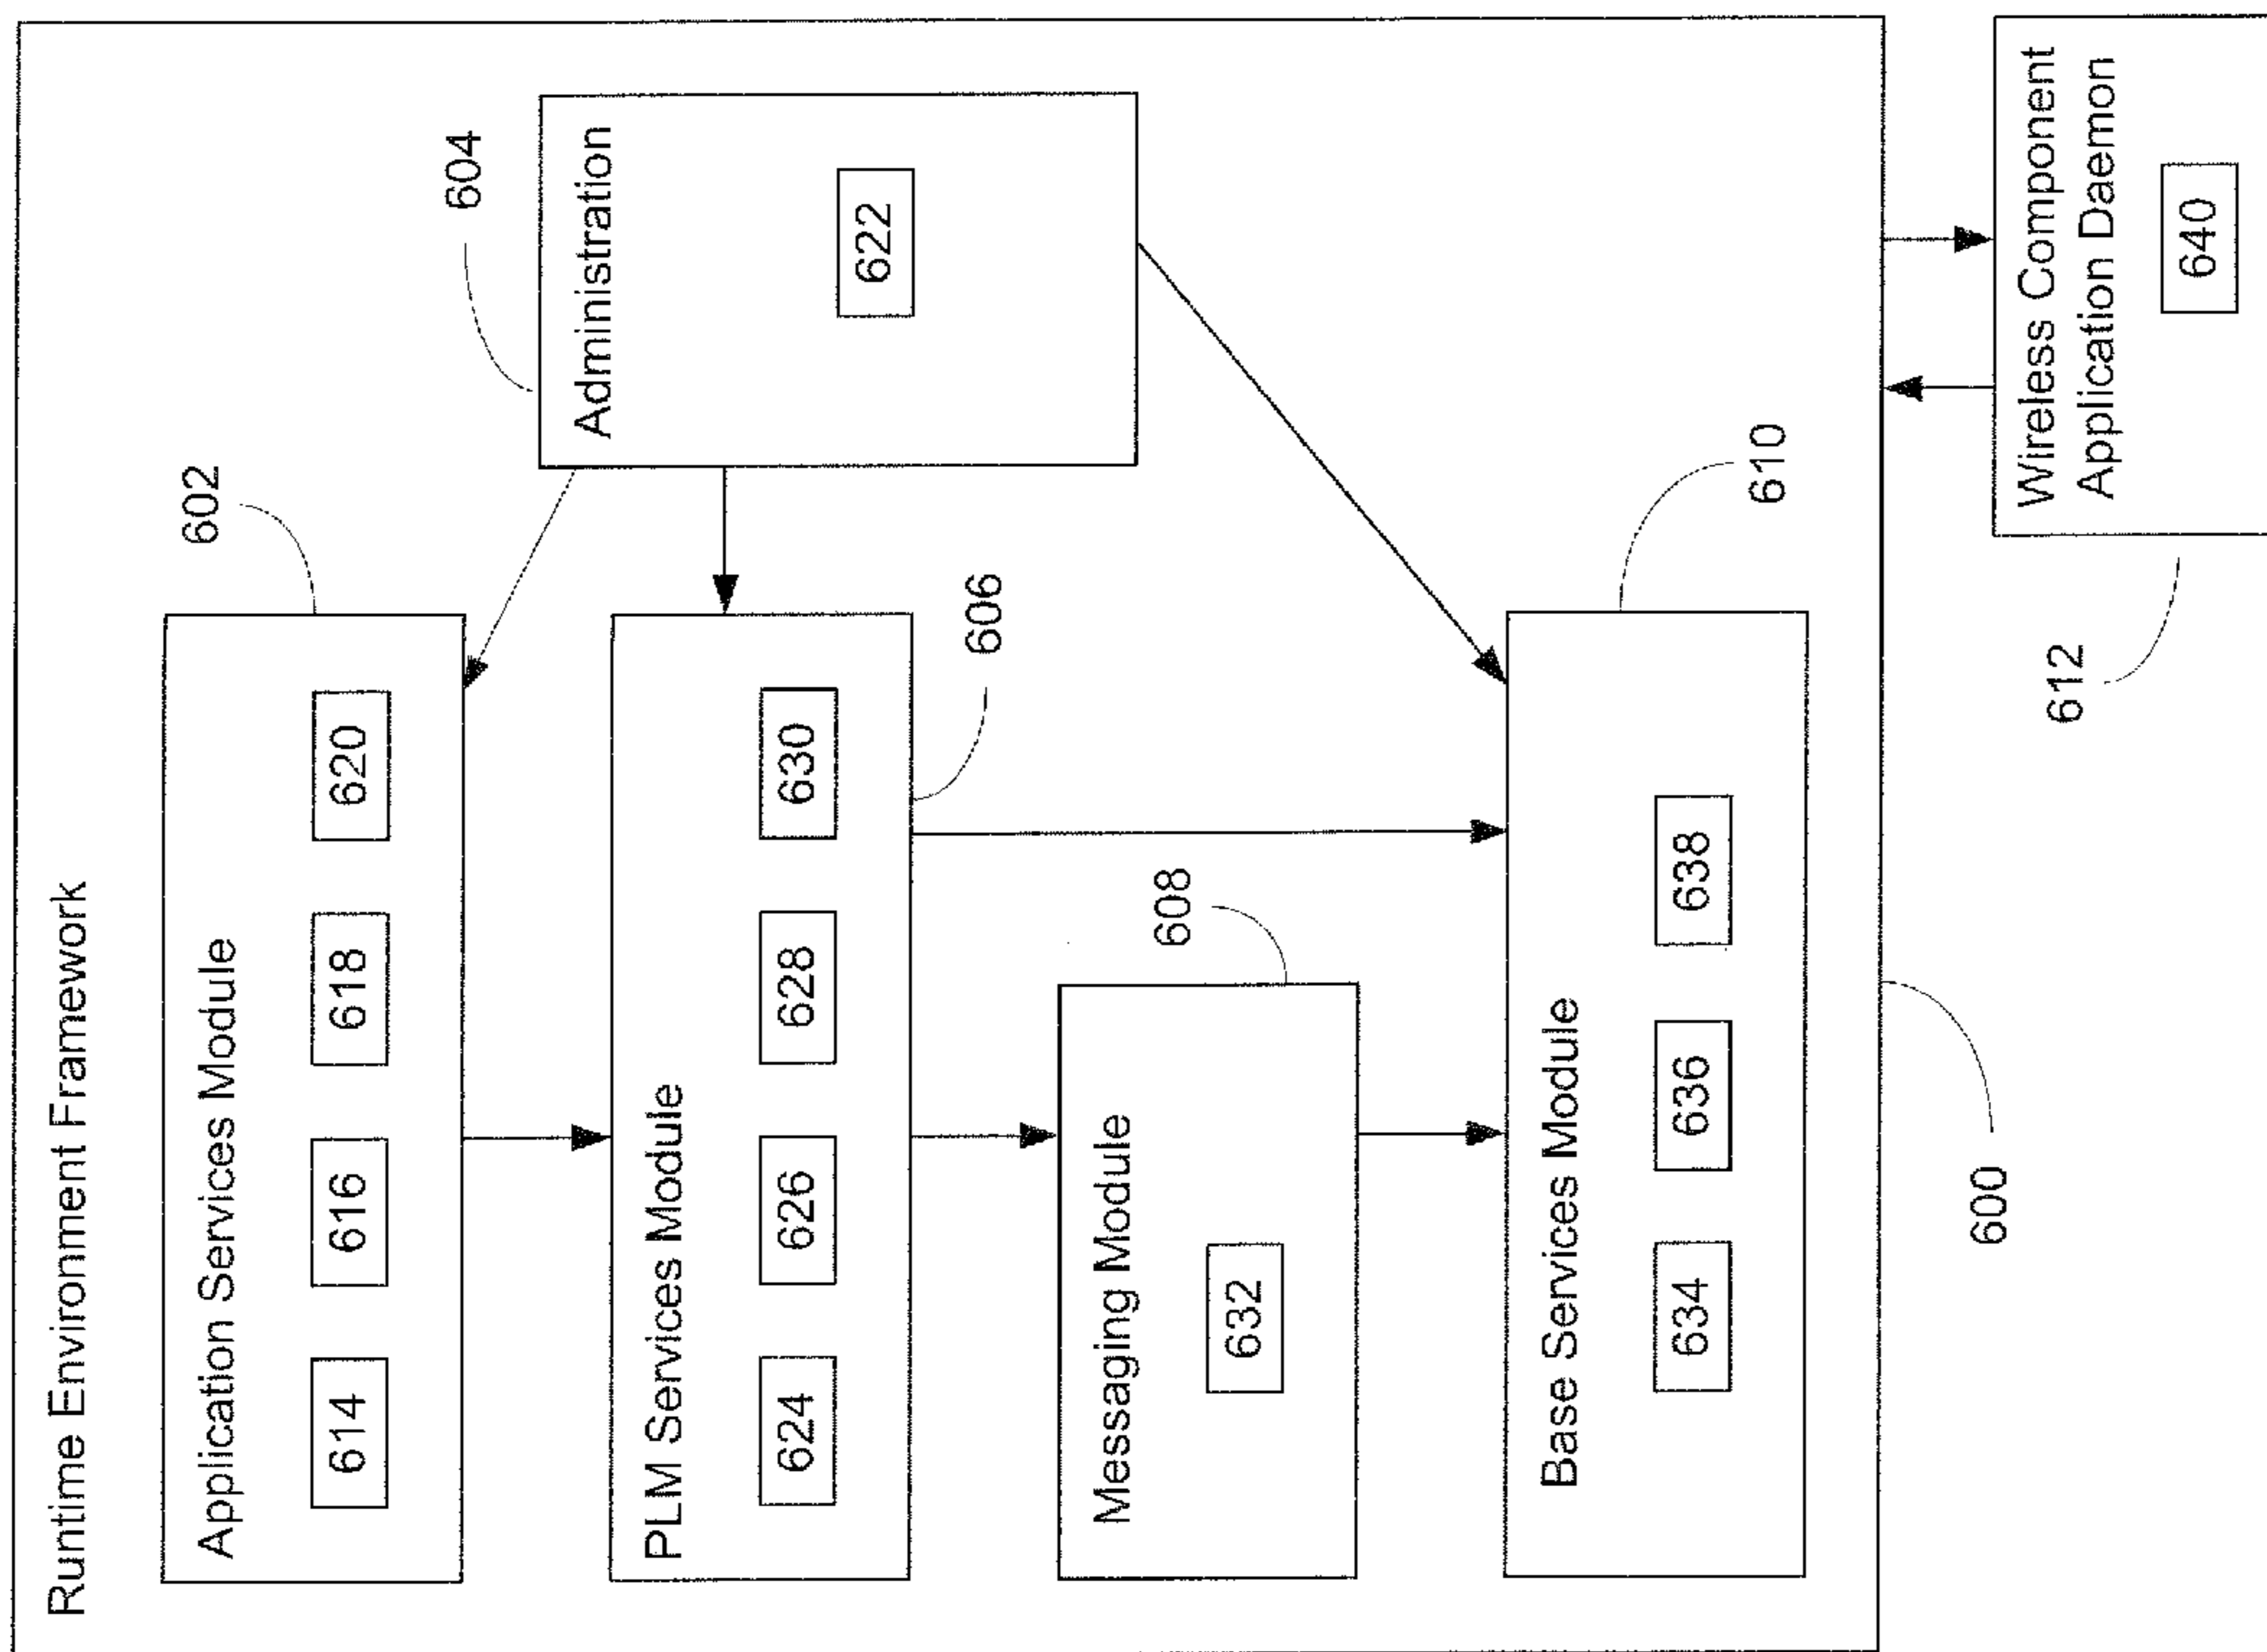 Runtime Environment Framework
Application Services Module
602
614
616
618
620
604
Administration
622
PLM Services Module
624
626
628
630
606
608
Messaging Module
632
610
Base Services Module
634
636
638
600
Wireless Component
Application Daemon
640
612